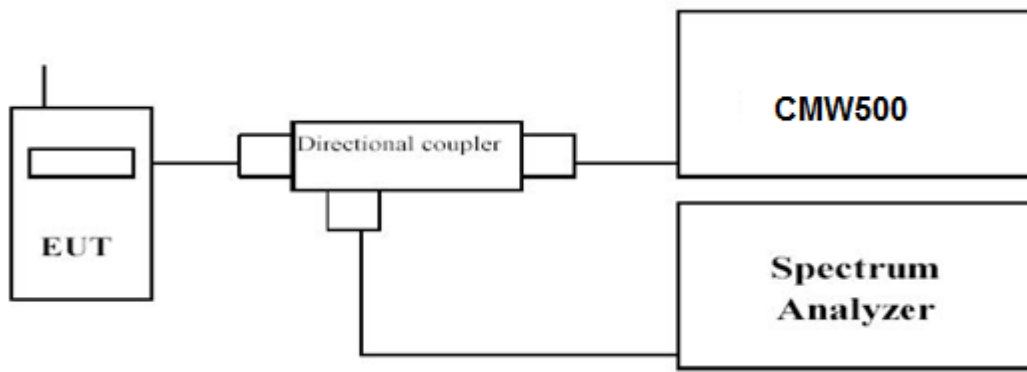 Directional coupler
CMW500
EUT
Spectrum
Analyzer